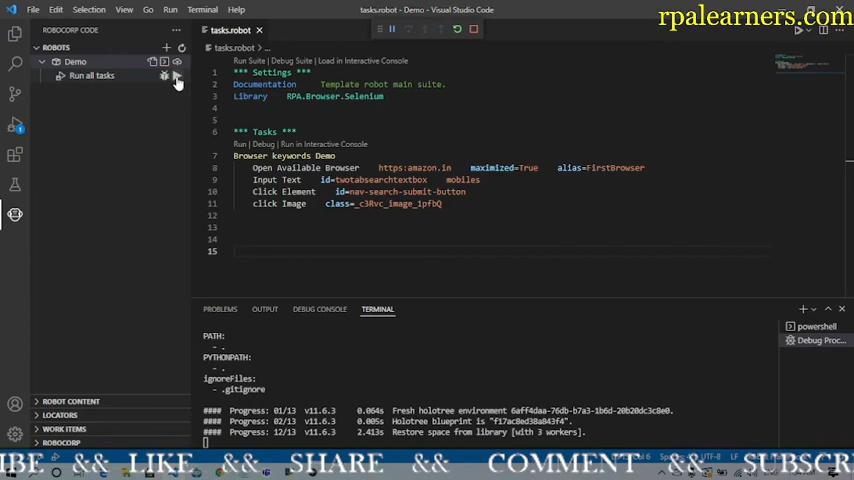 File Edit Selection View Go Run Terminal Help
tasks.robot - Demo - Visual Studio Code
rpalearners.com
ROBOCORP CODE
tasks.robot
ROBOTS
tasks.robot > ...
Demo
Run all tasks
Run Suite | Debug Suite | Load in Interactive Console
1 *** Settings ***
2 Documentation Template robot main suite.
3 Library RPA.Browser.Selenium
4
5
6 *** Tasks ***
Run | Debug | Run in Interactive Console
7 Browser keywords Demo
8 Open Available Browser https:amazon.in maximized=True alias=FirstBrowser
9 Input Text id=twotabsearchtextbox mobiles
10 Click Element id=nav-search-submit-button
11 click Image class=_c3Rvc_image_1pfbQ
12
13
14
15
PROBLEMS OUTPUT DEBUG CONSOLE TERMINAL
powershell
Debug Proc...
PATH:
- .
PYTHONPATH:
- .
ignoreFiles:
- .gitignore
#### Progress: 01/13 v11.6.3 0.064s Fresh holotree environment 6aff4daa-76db-b7a3-1b6d-20b20dc3c8e0.
#### Progress: 02/13 v11.6.3 0.005s Holotree blueprint is "f17ac8ed38a843f4".
#### Progress: 12/13 v11.6.3 2.413s Restore space from library [with 3 workers].
ROBOT CONTENT
LOCATORS
WORK ITEMS
ROBOCORP
IBE && LIKE && SHARE && COMMENT && SUBSCR